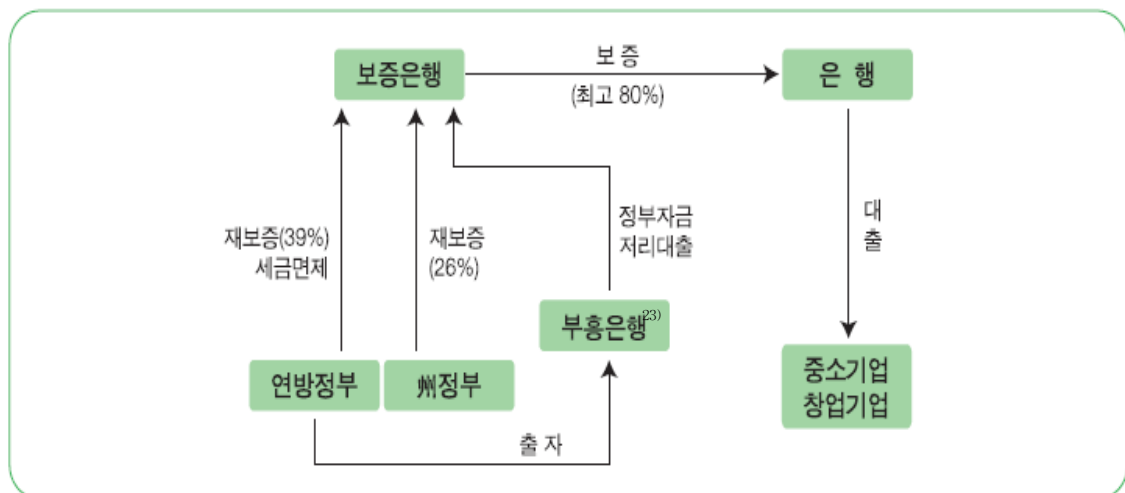 보증은행
보 증
(최고 80%)
은 행
재보증(39%)
세금면제
재보증
(26%)
정부자금
저리대출
대
출
부흥은행23)
연방정부
州정부
중소기업
창업기업
출 자